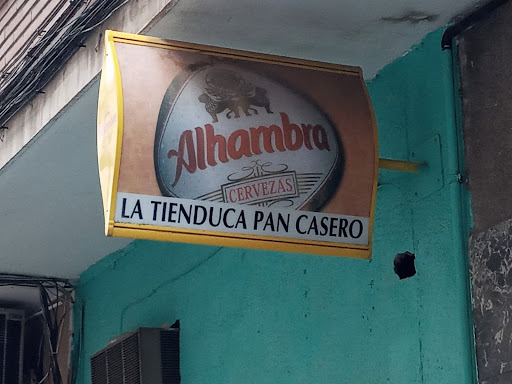 Alhambra
CERVEZAS
LA TIENDUCA PAN CASERO